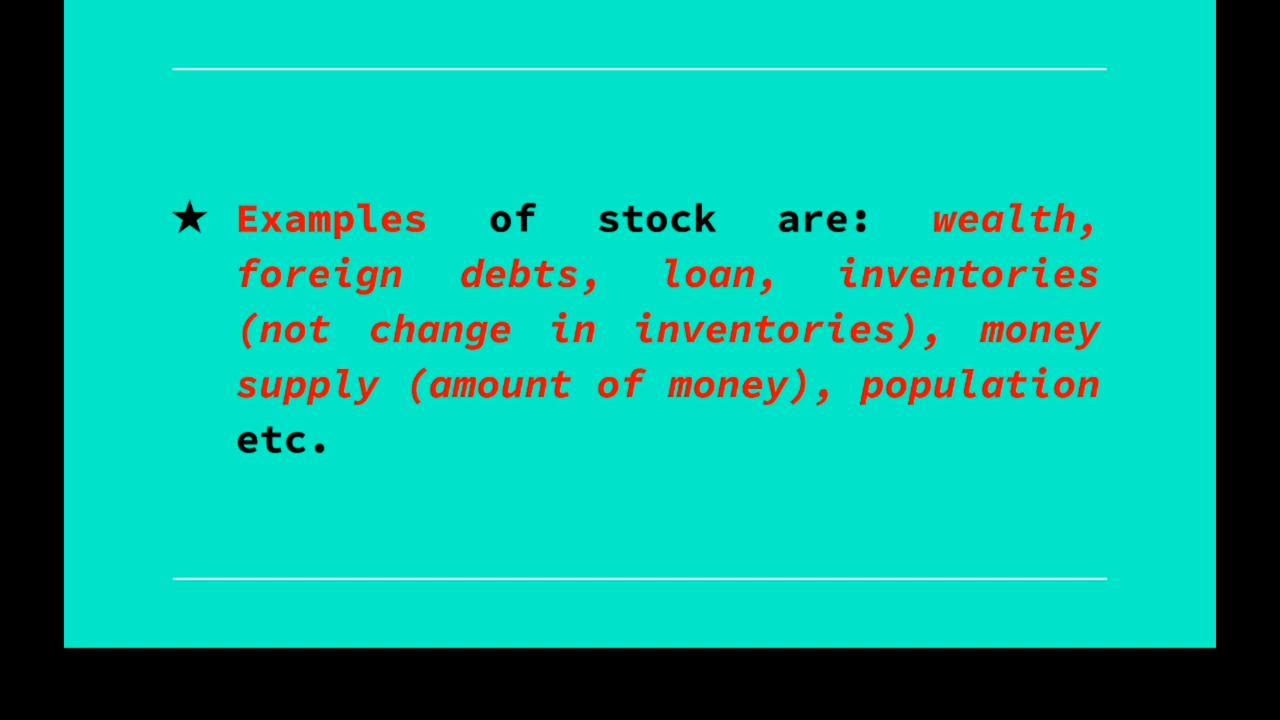 ★ Examples of stock are: wealth,
foreign debts, loan, inventories
(not change in inventories), money
supply (amount of money), population
etc.